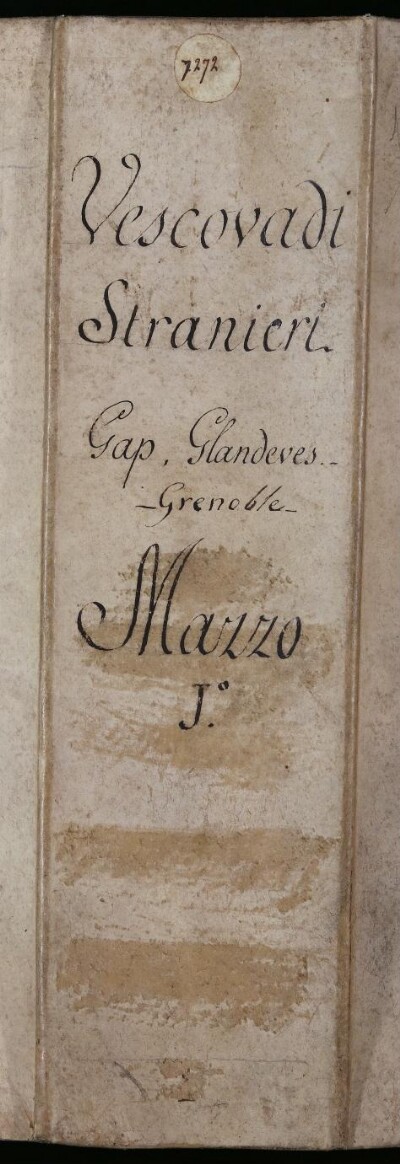 7272
Vescovadi
Stranieri.
Gap, Glandeves.-
-Grenoble-
Mazzo
J.º